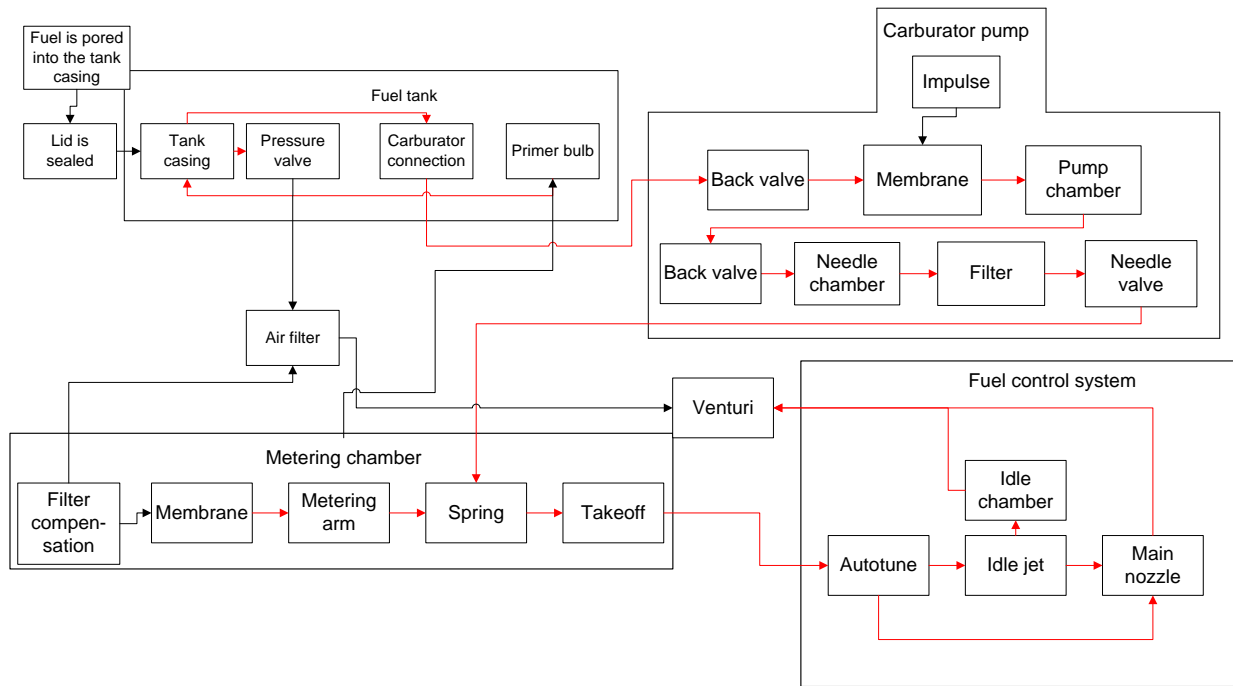 Fuel is pored
into the tank
casing
Carburator pump
Impulse
Fuel tank
Lid is
sealed
Tank
casing
Pressure
valve
Carburator
connection
Primer bulb
Back valve
Membrane
Pump
chamber
Back valve
Needle
chamber
Filter
Needle
valve
Air filter
Venturi
Fuel control system
Metering chamber
Filter
compen-
sation
Membrane
Metering
arm
Spring
Takeoff
Idle
chamber
Autotune
Idle jet
Main
nozzle